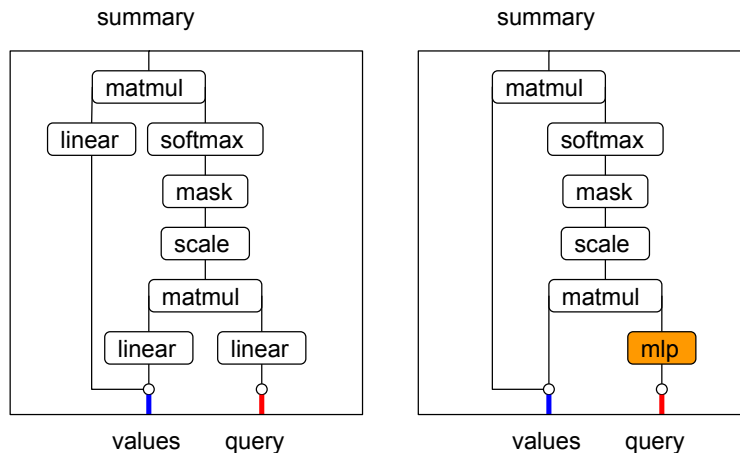 summary
matmul
linear
softmax
mask
scale
matmul
linear
linear
values
query
summary
matmul
softmax
mask
scale
matmul
mlp
values
query